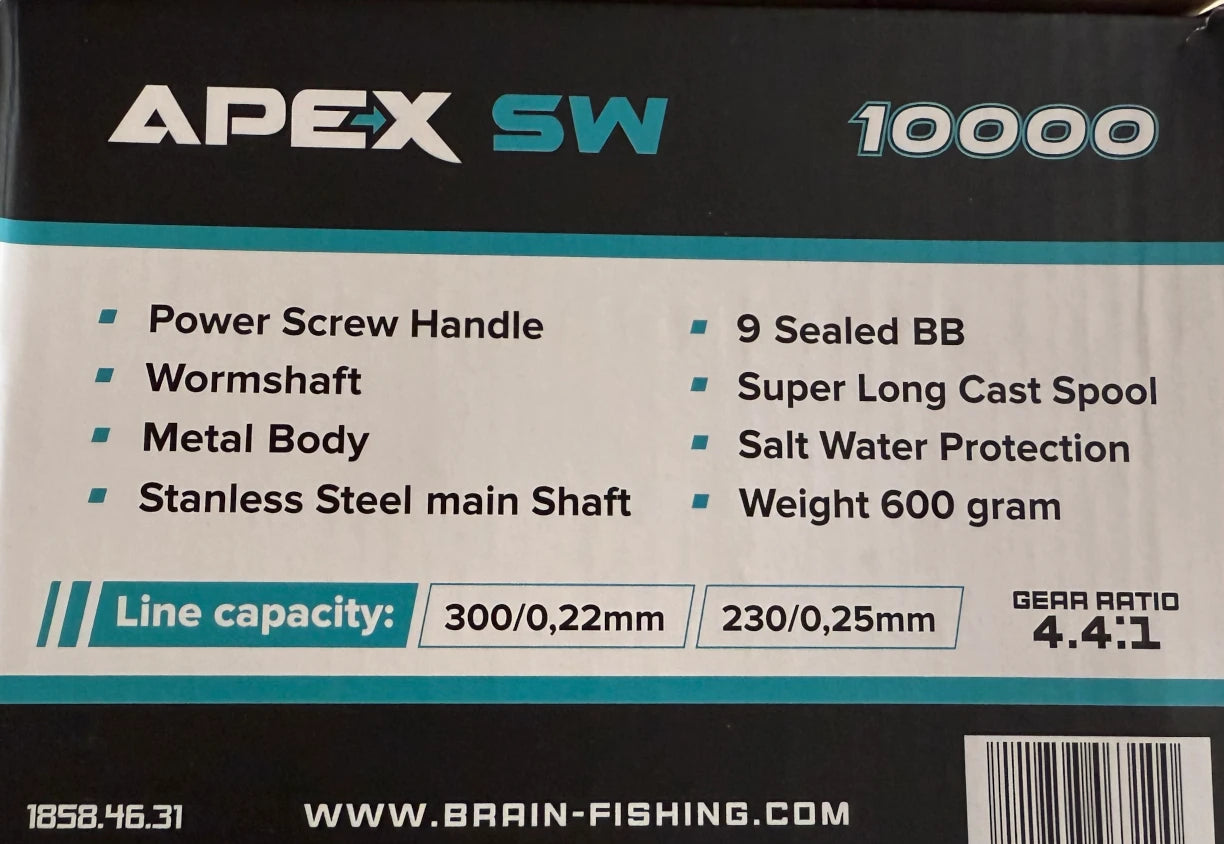 APEX SW 10000
Power Screw Handle
Wormshaft
Metal Body
Stanless Steel main Shaft
9 Sealed BB
Super Long Cast Spool
Salt Water Protection
Weight 600 gram
Line capacity: 300/0,22mm 230/0,25mm
GEAR RATIO
4.4:1
1858.46.31 WWW.BRAIN-FISHING.COM